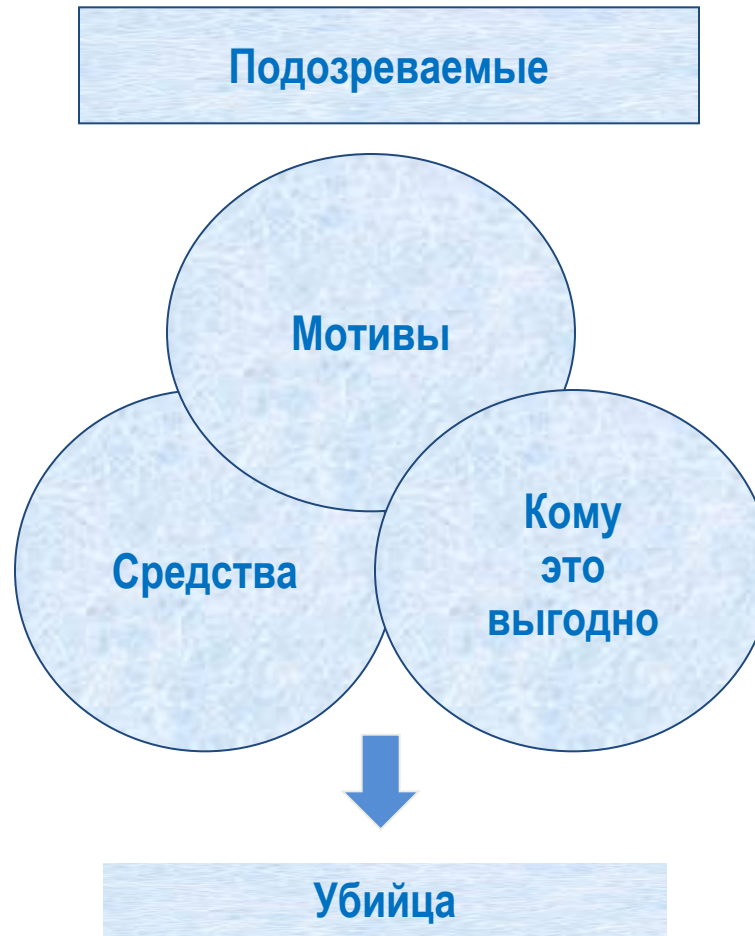 Подозреваемые
Мотивы
Средства
Кому
это
выгодно
Убийца